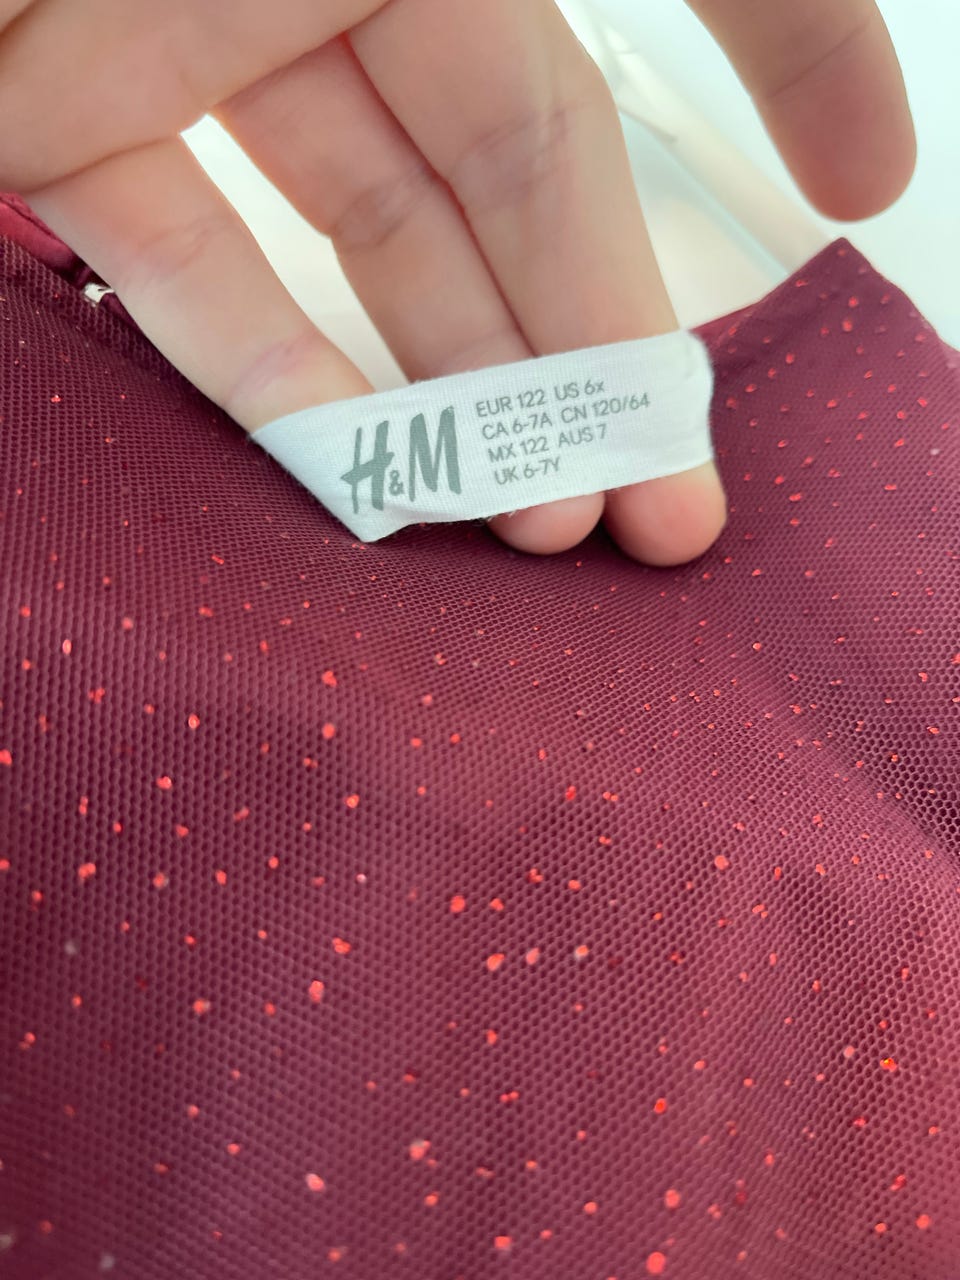 H&M
EUR 122 US 6x
CA 6-7A CN 120/64
MX 122 AUS 7
UK 6-7Y